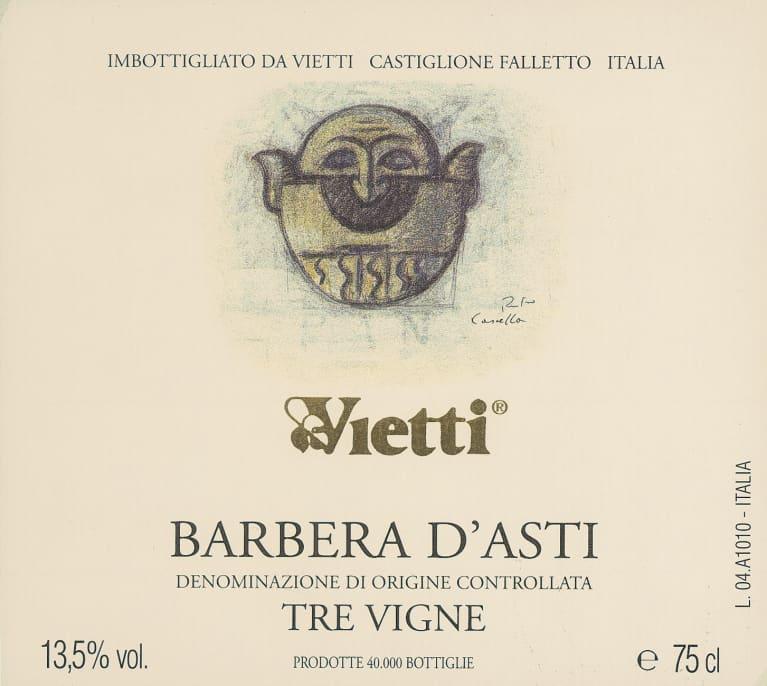 IMBOTTIGLIATO DA VIETTI CASTIGLIONE FALLETTO ITALIA
Vietti®
BARBERA D'ASTI
DENOMINAZIONE DI ORIGINE CONTROLLATA
TRE VIGNE
13,5% vol.
PRODOTTE 40.000 BOTTIGLIE
e 75 cl
L. 04.A1010 - ITALIA